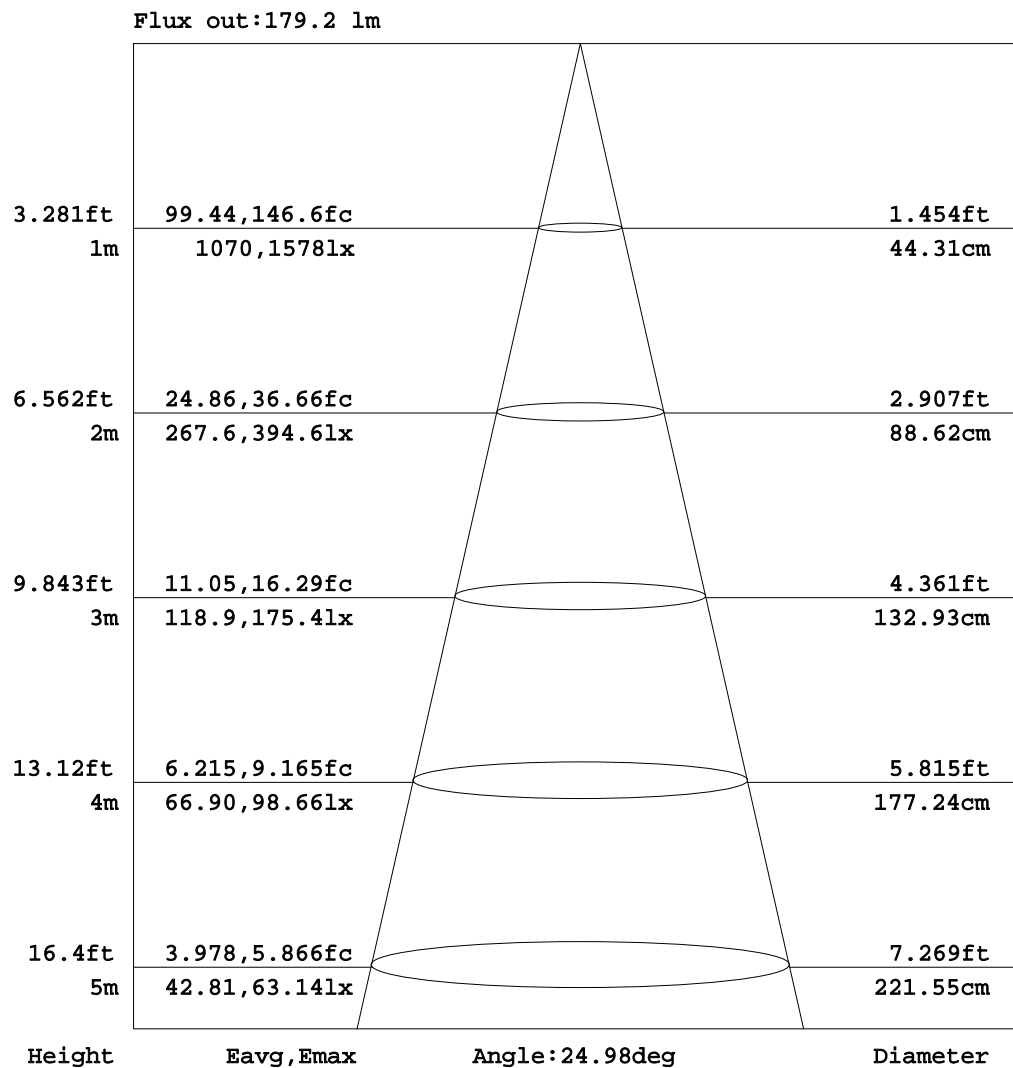 Flux out:179.2 lm
3.281ft 99.44,146.6fc 1.454ft
1m 1070,1578lx 44.31cm
6.562ft 24.86,36.66fc 2.907ft
2m 267.6,394.6lx 88.62cm
9.843ft 11.05,16.29fc 4.361ft
3m 118.9,175.4lx 132.93cm
13.12ft 6.215,9.165fc 5.815ft
4m 66.90,98.66lx 177.24cm
16.4ft 3.978,5.866fc 7.269ft
5m 42.81,63.14lx 221.55cm
Height Eavg,Emax Angle:24.98deg Diameter